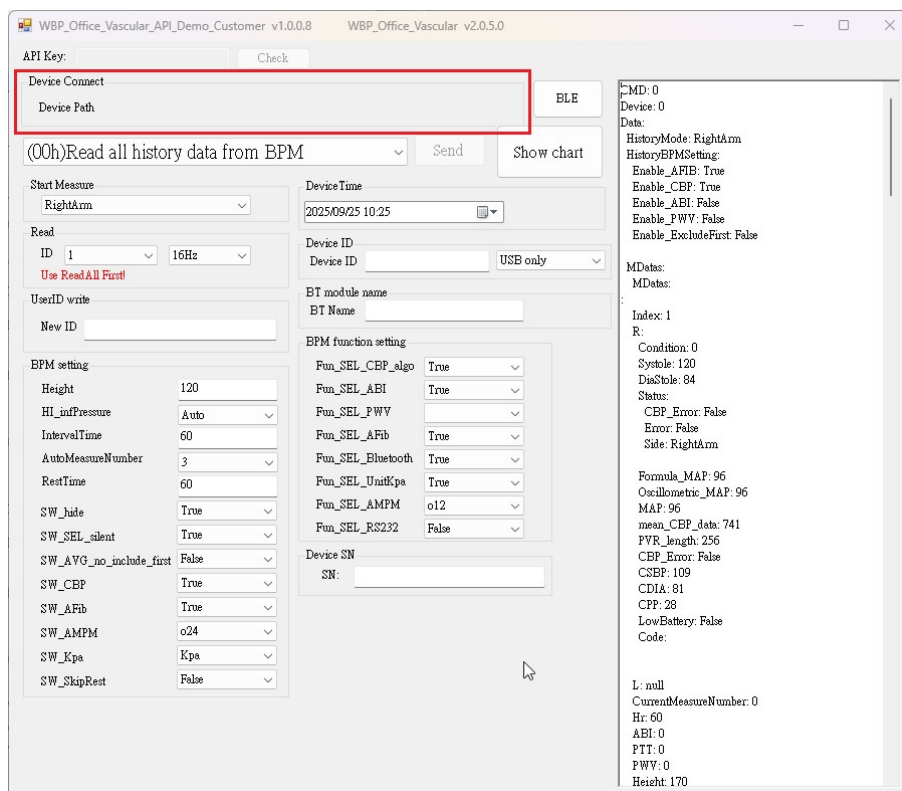 WBP_Office_Vascular_API_Demo_Customer v1.0.0.8 WBP_Office_Vascular v2.0.5.0
API Key: Check
Device Connect
Device Path
BLE
(00h)Read all history data from BPM Send Show chart
Start Measure
RightArm
Read
ID 1 16Hz
Use ReadAll First!
UserID write
New ID
BPM setting
Height 120
HI_infPressure Auto
IntervalTime 60
AutoMeasureNumber 3
RestTime 60
SW_hide True
SW_SEL_silent True
SW_AVG_no_include_first False
SW_CBP True
SW_AFib True
SW_AMPM o24
SW_Kpa Kpa
SW_SkipRest False
DeviceTime
2025/09/25 10:25
Device ID
Device ID USB only
BT module name
BT Name
BPM function setting
Fun_SEL_CBP_algo True
Fun_SEL_ABI True
Fun_SEL_PWV
Fun_SEL_AFib True
Fun_SEL_Bluetooth True
Fun_SEL_UnitKpa True
Fun_SEL_AMPM o12
Fun_SEL_RS232 False
Device SN
SN:
CMD: 0
Device: 0
Data:
HistoryMode: RightArm
HistoryBPMSetting:
Enable_AFIB: True
Enable_CBP: True
Enable_ABI: False
Enable_PWV: False
Enable_ExcludeFirst: False
MDatas:
MDatas:
:
Index: 1
R:
Condition: 0
Systole: 120
DiaStole: 84
Status:
CBP_Error: False
Error: False
Side: RightArm
Formula_MAP: 96
Oscillometric_MAP: 96
MAP: 96
mean_CBP_data: 741
PVR_length: 256
CBP_Error: False
CSBP: 109
CDIA: 81
CPP: 28
LowBattery: False
Code:
L: null
CurrentMeasureNumber: 0
Hr: 60
ABI: 0
PTT: 0
PWV: 0
Height: 170